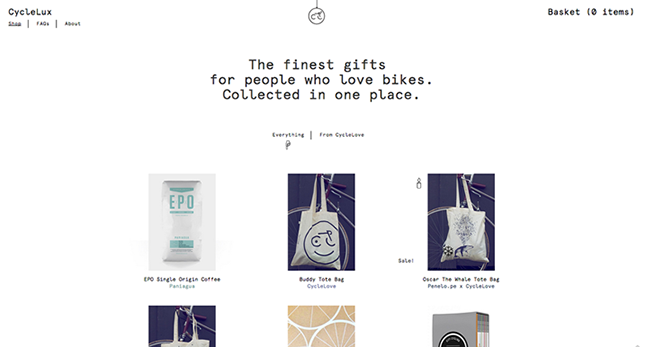 CycleLux
Shop | FAQs | About
Basket (0 items)
The finest gifts
for people who love bikes.
Collected in one place.
Everything | From CycleLove
EPO
EPO Single Origin Coffee
Paniagua
Buddy Tote Bag
CycleLove
Sale!
Oscar The Whale Tote Bag
Penelo.pe x CycleLove